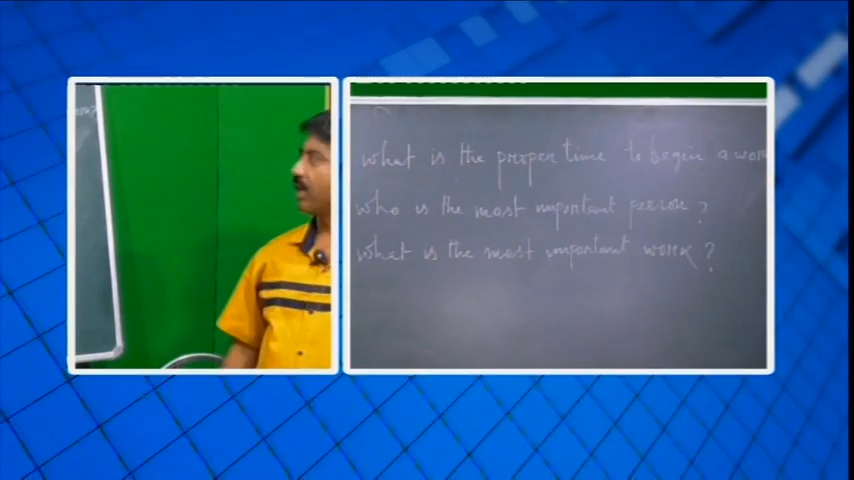 what is the proper time to begin a work
who is the most important person?
what is the most important work?